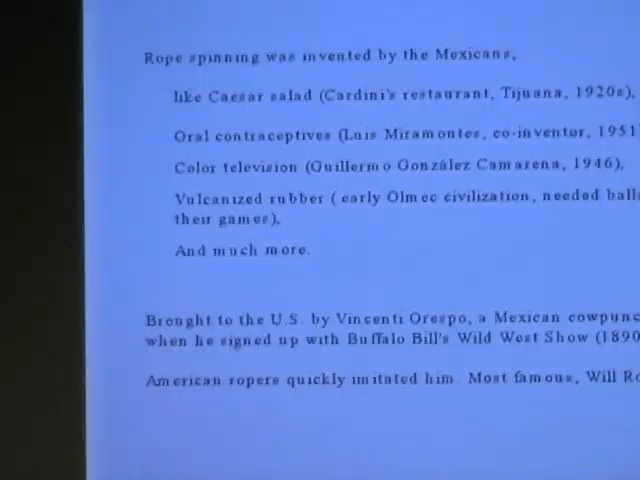 Rope spinning was invented by the Mexicans,
like Caesar salad (Cardini's restaurant, Tijuana, 1920s),
Oral contraceptives (Luis Miramontes, co-inventor, 1951
Color television (Guillermo González Camarena, 1946),
Vulcanized rubber ( early Olmec civilization, needed balls
their games),
And much more.
Brought to the U.S. by Vincenti Orespo, a Mexican
when he signed up with Buffalo Bill's Wild West Show (1890
American ropers quickly imitated him. Most famous, Will